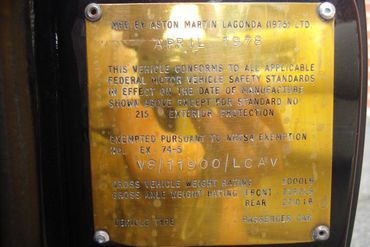 MFR. BY ASTON MARTIN LAGONDA (1975) LTD
APRIL 1978
THIS VEHICLE CONFORMS TO ALL APPLICABLE
FEDERAL MOTOR VEHICLE SAFETY STANDARDS
IN EFFECT ON THE DATE OF MANUFACTURE
SHOWN ABOVE EXCEPT FOR STANDARD NO
215 EXTERIOR PROTECTION
EXEMPTED PURSUANT TO NHTSA EXEMPTION
No. EX 74-5
V8/11900/LCAV
GROSS VEHICLE WEIGHT RATING
GROSS AXLE WEIGHT RATING FRONT
REAR
VEHICLE TYPE PASSENGER CAR